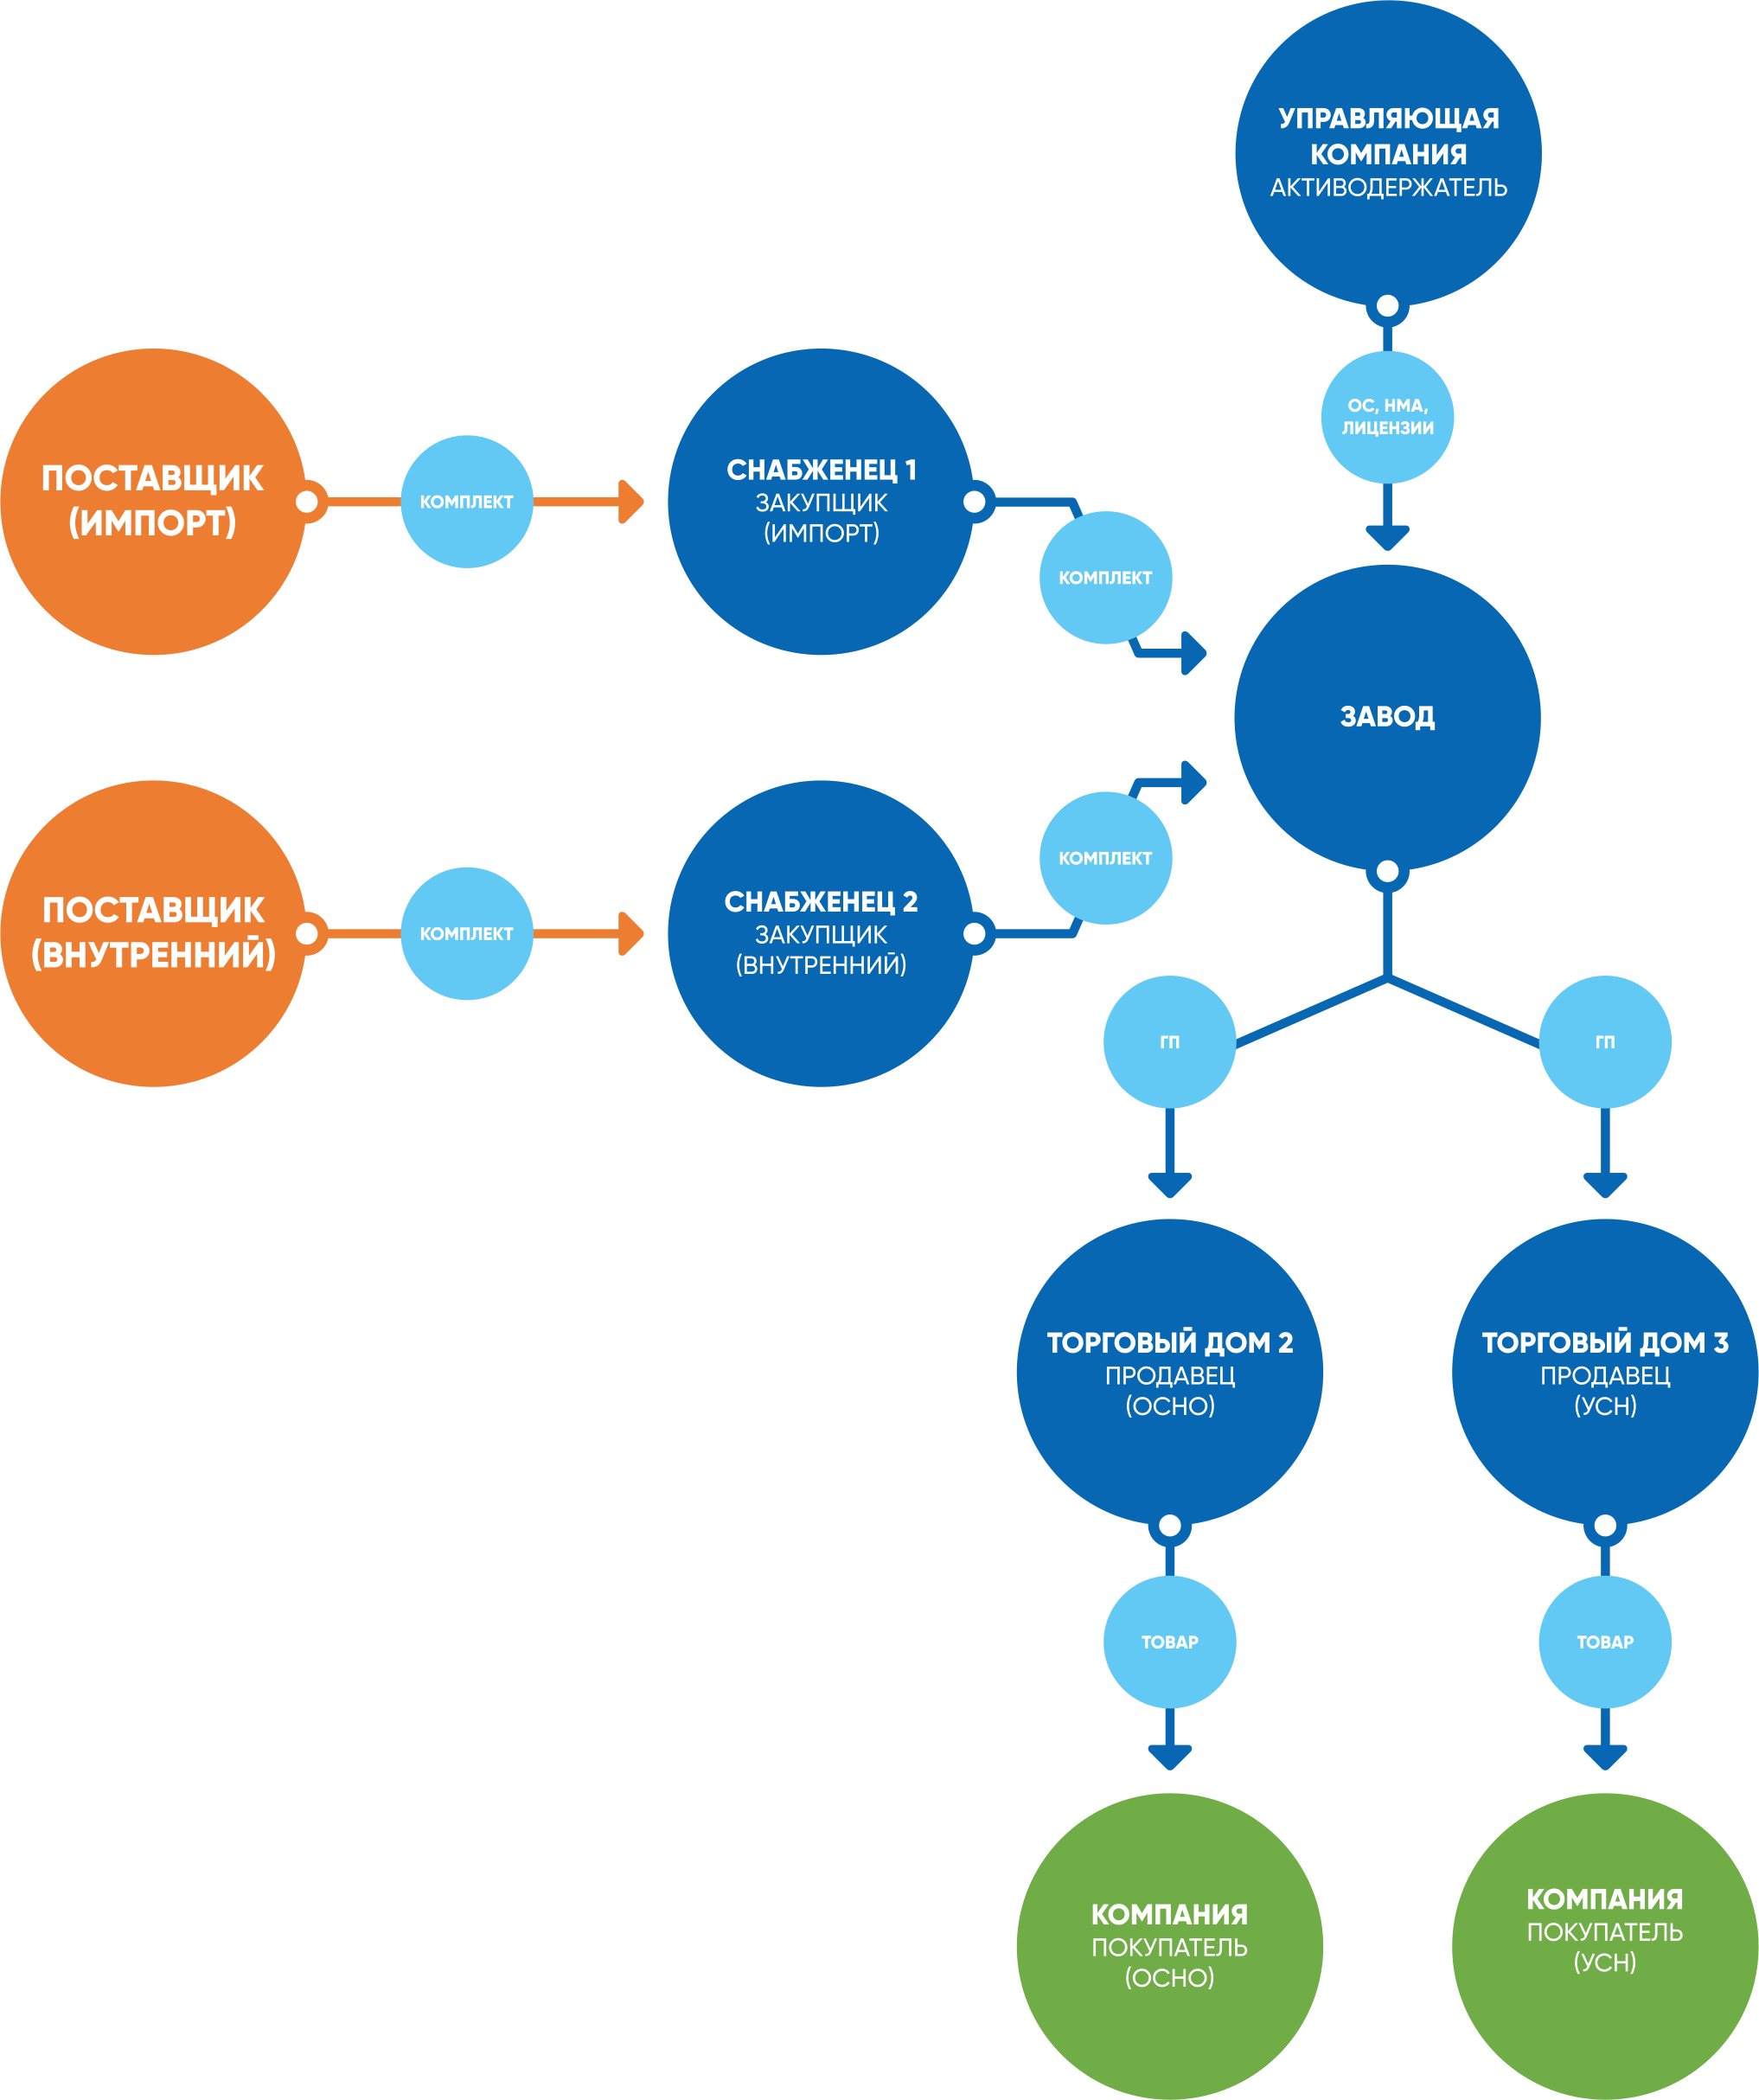 УПРАВЛЯЮЩАЯ
КОМПАНИЯ
АКТИВОДЕРЖАТЕЛЬ
ОС, НМА,
ЛИЦЕНЗИИ
ПОСТАВЩИК
(ИМПОРТ)
КОМПЛЕКТ
СНАБЖЕНЕЦ 1
ЗАКУПЩИК
(ИМПОРТ)
КОМПЛЕКТ
ЗАВОД
ПОСТАВЩИК
(ВНУТРЕННИЙ)
КОМПЛЕКТ
СНАБЖЕНЕЦ 2
ЗАКУПЩИК
(ВНУТРЕННИЙ)
КОМПЛЕКТ
ГП
ГП
ТОРГОВЫЙ ДОМ 2
ПРОДАВЕЦ
(ОСНО)
ТОРГОВЫЙ ДОМ 3
ПРОДАВЕЦ
(УСН)
ТОВАР
ТОВАР
КОМПАНИЯ
ПОКУПАТЕЛЬ
(ОСНО)
КОМПАНИЯ
ПОКУПАТЕЛЬ
(УСН)